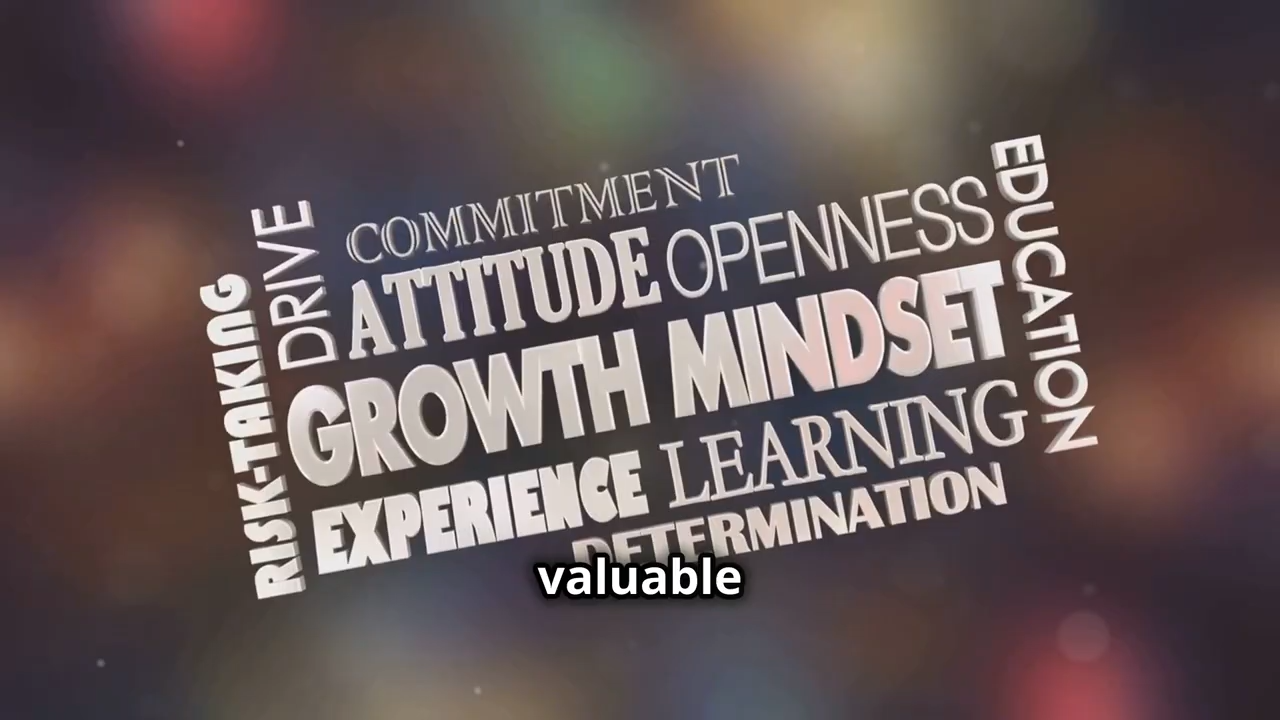 COMMITMENT
DRIVE
ATTITUDE OPENNESS
EDUCATION
RISK-TAKING
GROWTH MINDSET
EXPERIENCE LEARNING
DETERMINATION
valuable